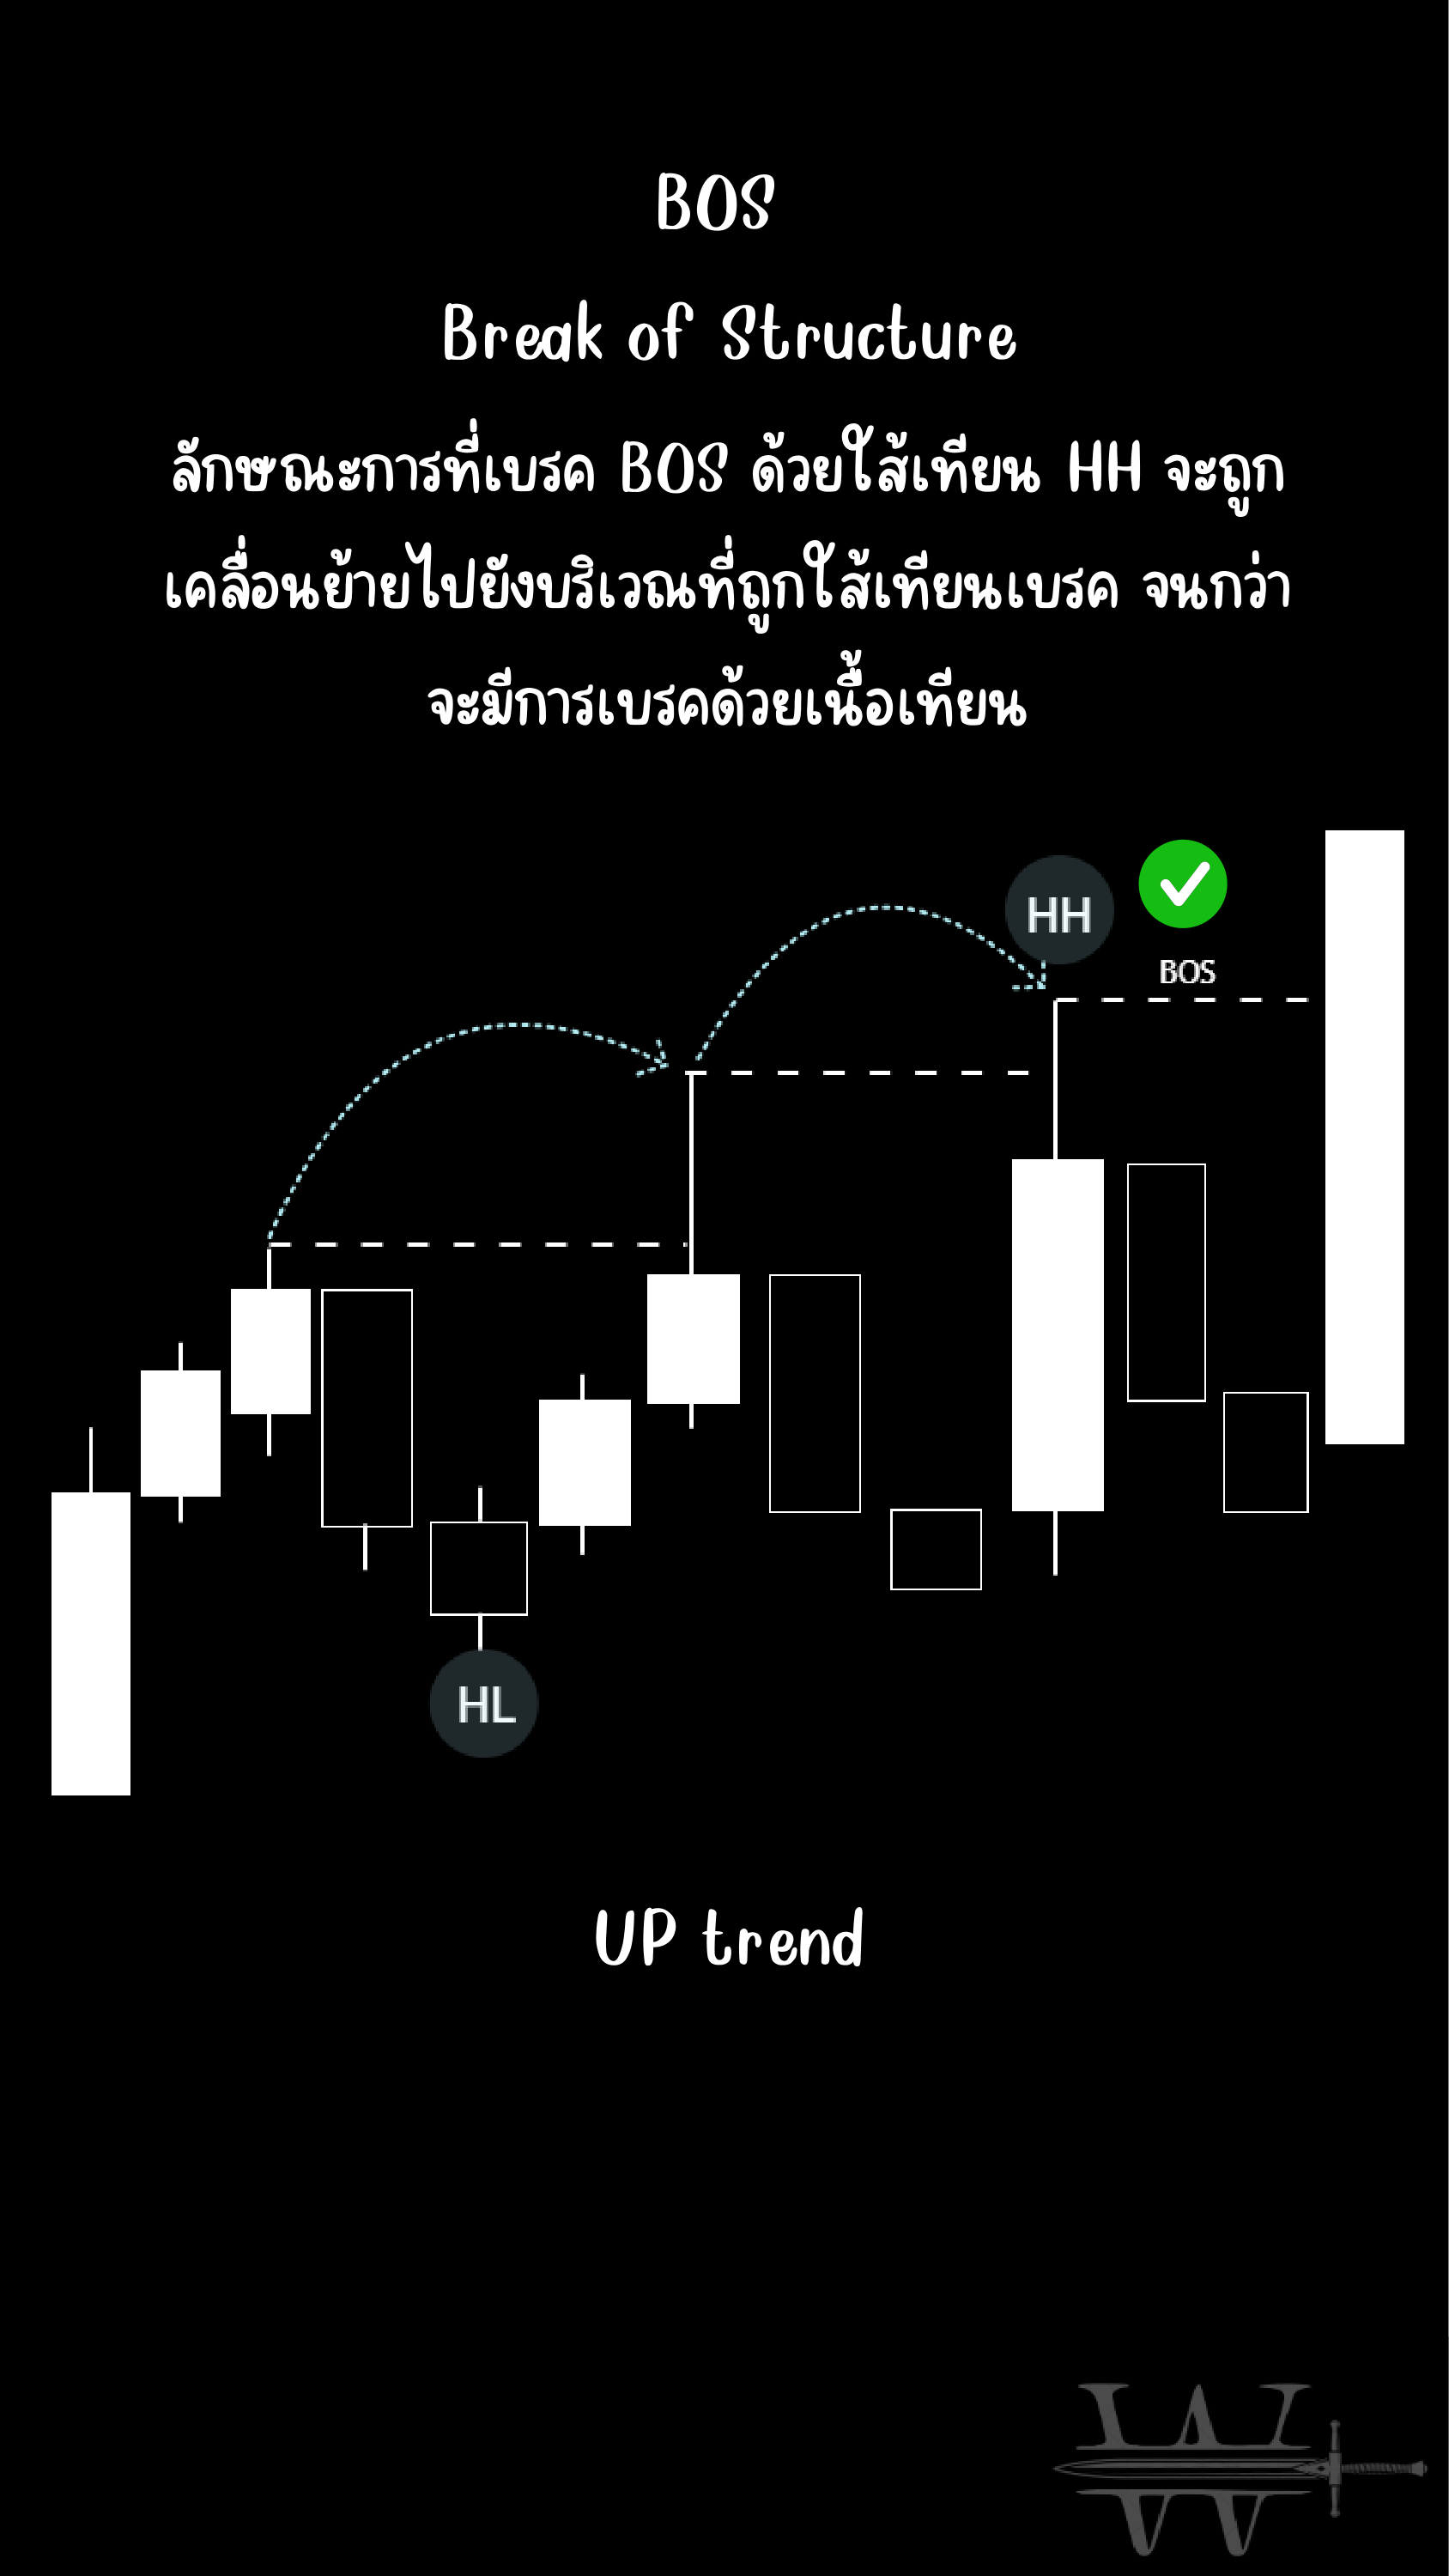 BOS
Break of Structure
ลักษณะการที่เบรค BOS ด้วยใส้เทียน HH จะถูก
เคลื่อนย้ายไปยังบริเวณที่ถูกใส้เทียนเบรค จนกว่า
จะมีการเบรคด้วยเนื้อเทียน
HH
BOS
HL
UP trend
W